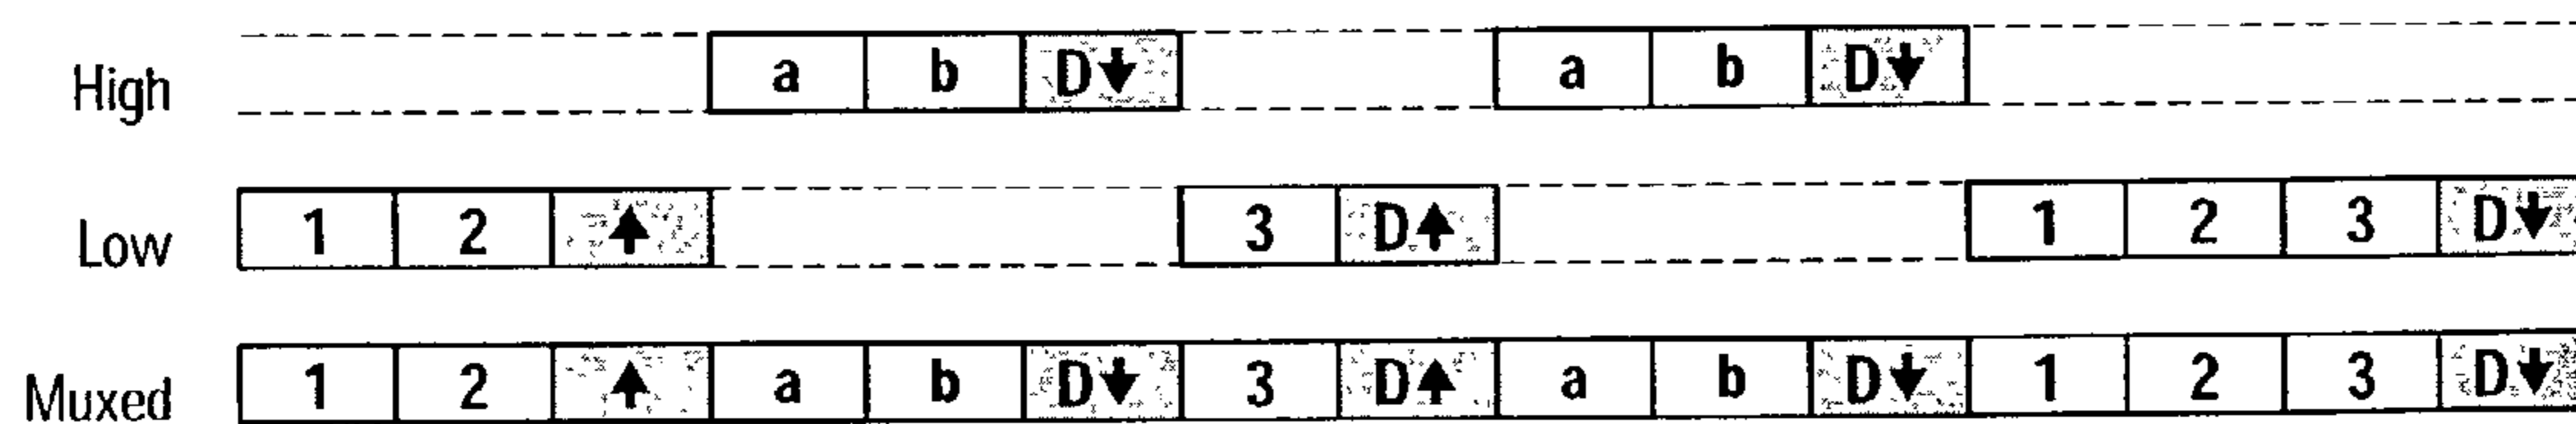 High a b D↓ a b D↓
Low 1 2 ↑ 3 D↑ 1 2 3 D↓
Muxed 1 2 ↑ a b D↓ 3 D↑ a b D↓ 1 2 3 D↓